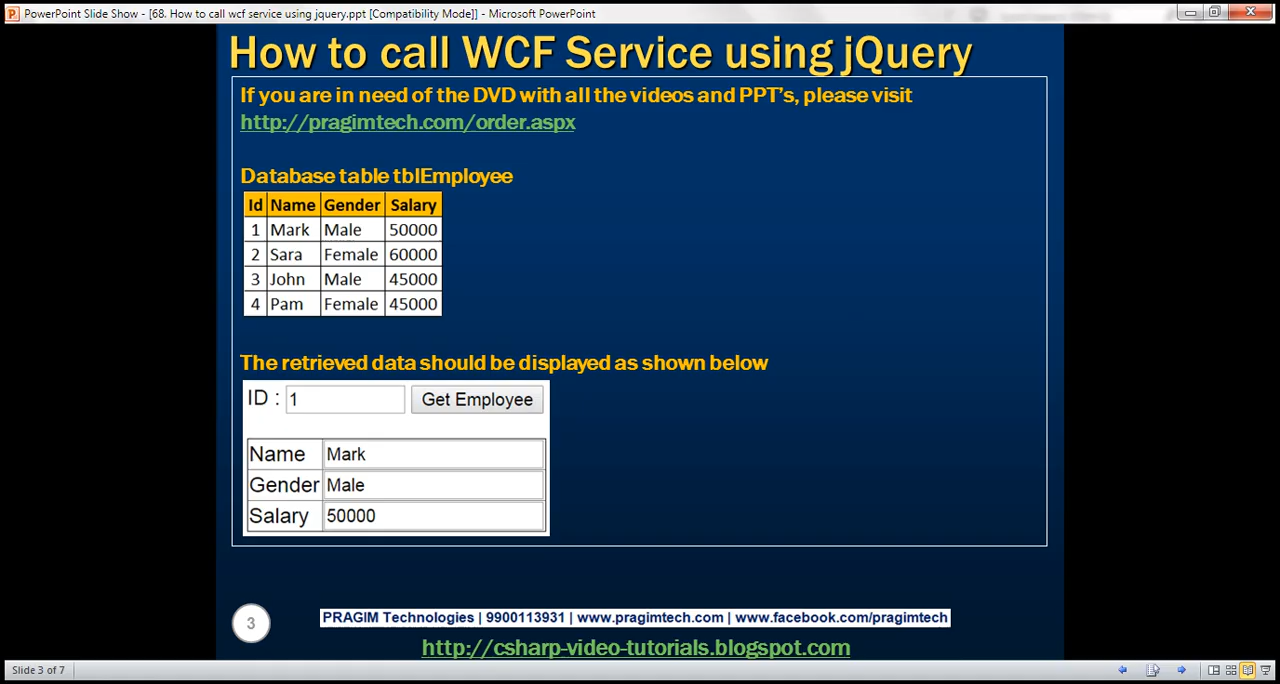 PowerPoint Slide Show - [68. How to call wcf service using jquery.ppt [Compatibility Mode]] - Microsoft PowerPoint
How to call WCF Service using jQuery
If you are in need of the DVD with all the videos and PPT's, please visit
http://pragimtech.com/order.aspx
Database table tblEmployee
Id Name Gender Salary
1 Mark Male 50000
2 Sara Female 60000
3 John Male 45000
4 Pam Female 45000
The retrieved data should be displayed as shown below
ID : 1 Get Employee
Name Mark
Gender Male
Salary 50000
3
PRAGIM Technologies | 9900113931 | www.pragimtech.com | www.facebook.com/pragimtech
http://csharp-video-tutorials.blogspot.com
Slide 3 of 7